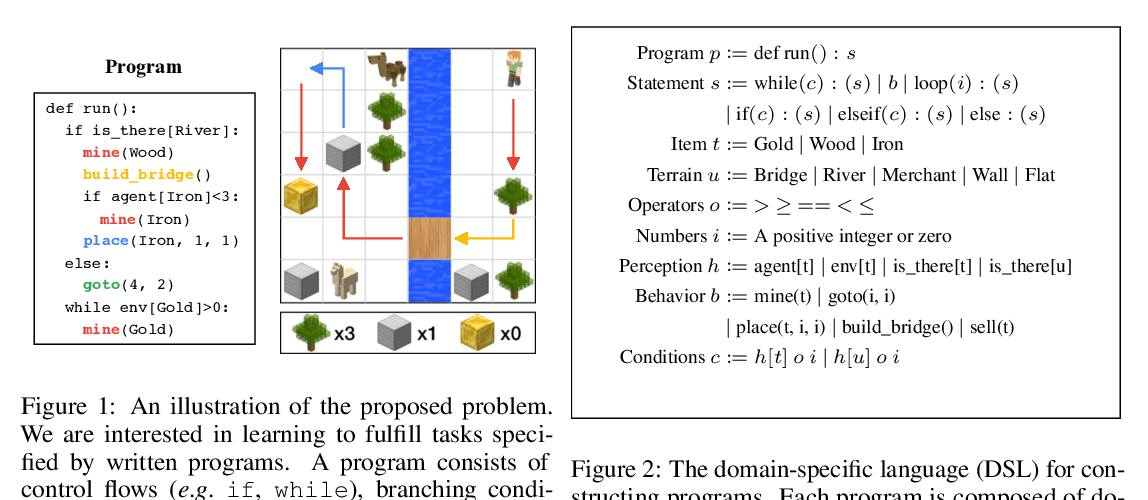 Program
def run():
if is_there[River]:
mine(Wood)
build_bridge()
if agent[Iron]<3:
mine(Iron)
place(Iron, 1, 1)
else:
goto(4, 2)
while env[Gold]>0:
mine(Gold)
x3 x1 x0
Figure 1: An illustration of the proposed problem.
We are interested in learning to fulfill tasks speci-
fied by written programs. A program consists of
control flows (e.g. if, while), branching condi-
Program p := def run() : s
Statement s := while(c) : (s) | b | loop(i) : (s)
| if(c) : (s) | elseif(c) : (s) | else : (s)
Item t := Gold | Wood | Iron
Terrain u := Bridge | River | Merchant | Wall | Flat
Operators o := > ≥ == < ≤
Numbers i := A positive integer or zero
Perception h := agent[t] | env[t] | is_there[t] | is_there[u]
Behavior b := mine(t) | goto(i, i)
| place(t, i, i) | build_bridge() | sell(t)
Conditions c := h[t] o i | h[u] o i
Figure 2: The domain-specific language (DSL) for con-
structing programs. Each program is composed of do-